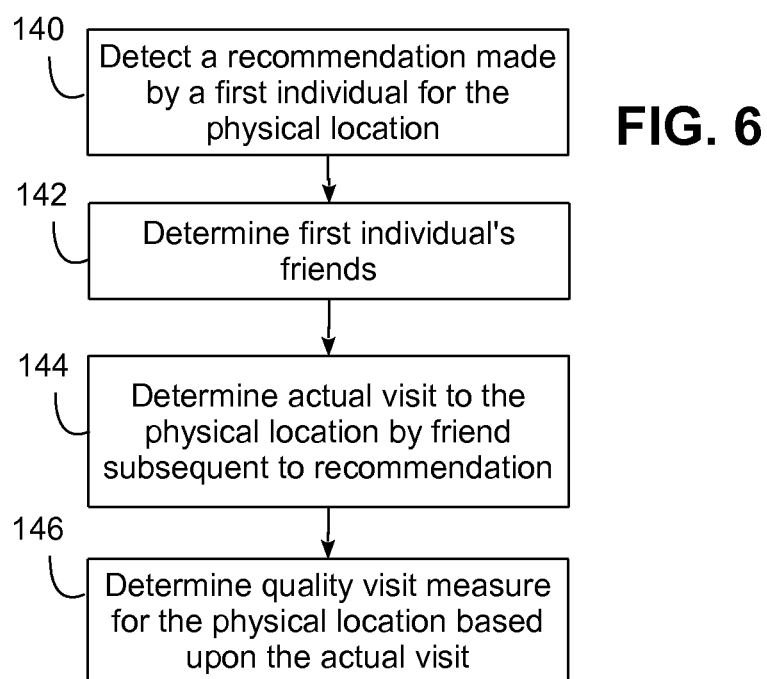 140
Detect a recommendation made
by a first individual for the
physical location
FIG. 6
142
Determine first individual's
friends
144
Determine actual visit to the
physical location by friend
subsequent to recommendation
146
Determine quality visit measure
for the physical location based
upon the actual visit